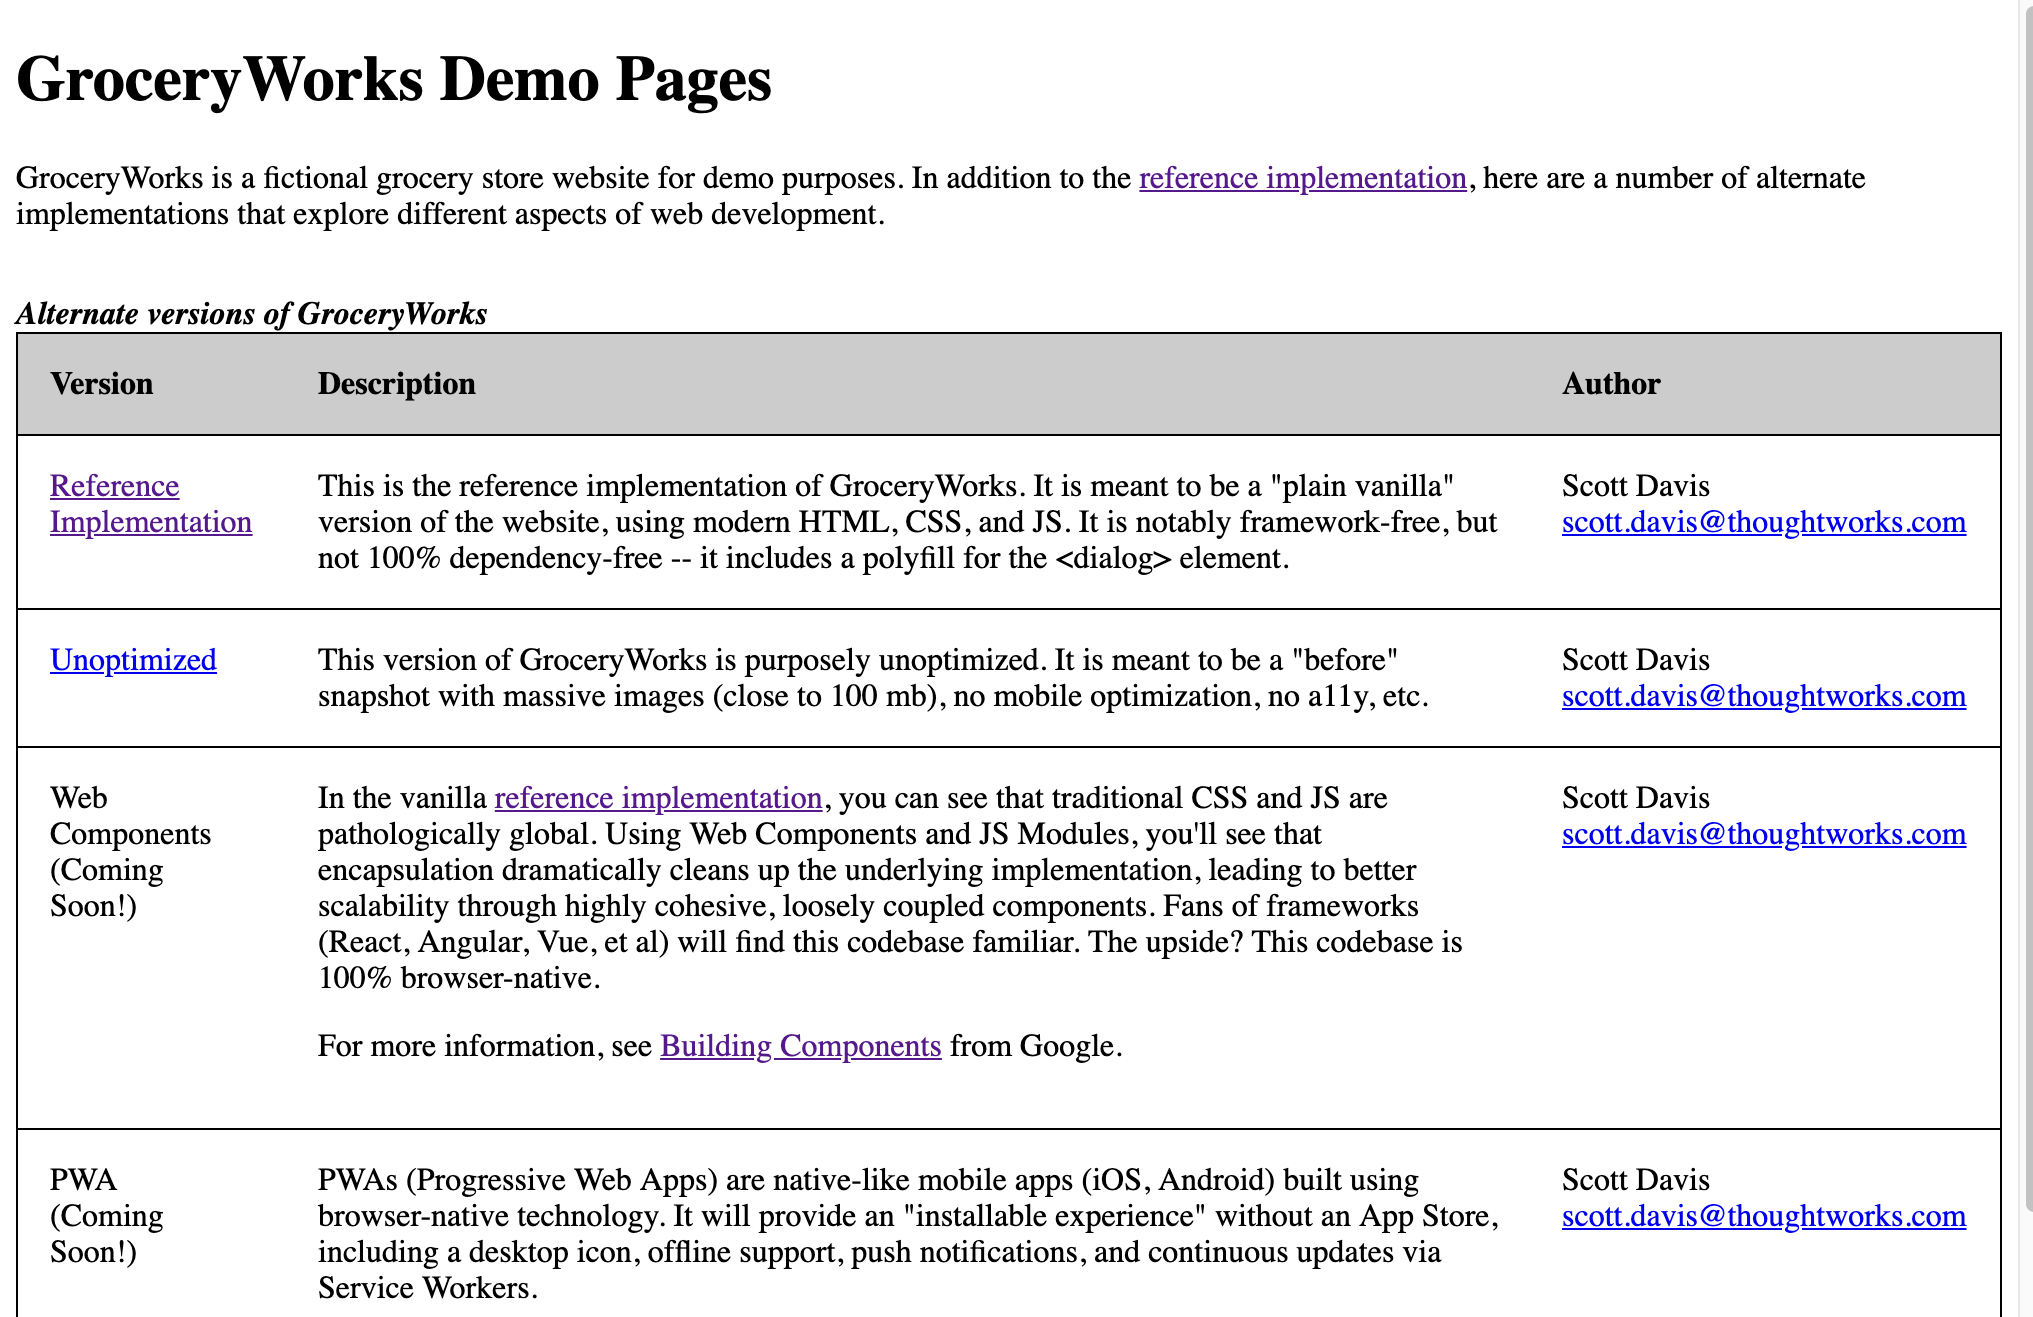 GroceryWorks Demo Pages
GroceryWorks is a fictional grocery store website for demo purposes. In addition to the reference implementation, here are a number of alternate
implementations that explore different aspects of web development.
Alternate versions of GroceryWorks
Version Description Author
Reference
Implementation
This is the reference implementation of GroceryWorks. It is meant to be a "plain vanilla"
version of the website, using modern HTML, CSS, and JS. It is notably framework-free, but
not 100% dependency-free -- it includes a polyfill for the <dialog> element.
Scott Davis
scott.davis@thoughtworks.com
Unoptimized
This version of GroceryWorks is purposely unoptimized. It is meant to be a "before"
snapshot with massive images (close to 100 mb), no mobile optimization, no a11y, etc.
Scott Davis
scott.davis@thoughtworks.com
Web
Components
(Coming
Soon!)
In the vanilla reference implementation, you can see that traditional CSS and JS are
pathologically global. Using Web Components and JS Modules, you'll see that
encapsulation dramatically cleans up the underlying implementation, leading to better
scalability through highly cohesive, loosely coupled components. Fans of frameworks
(React, Angular, Vue, et al) will find this codebase familiar. The upside? This codebase is
100% browser-native.
For more information, see Building Components from Google.
Scott Davis
scott.davis@thoughtworks.com
PWA
(Coming
Soon!)
PWAs (Progressive Web Apps) are native-like mobile apps (iOS, Android) built using
browser-native technology. It will provide an "installable experience" without an App Store,
including a desktop icon, offline support, push notifications, and continuous updates via
Service Workers.
Scott Davis
scott.davis@thoughtworks.com